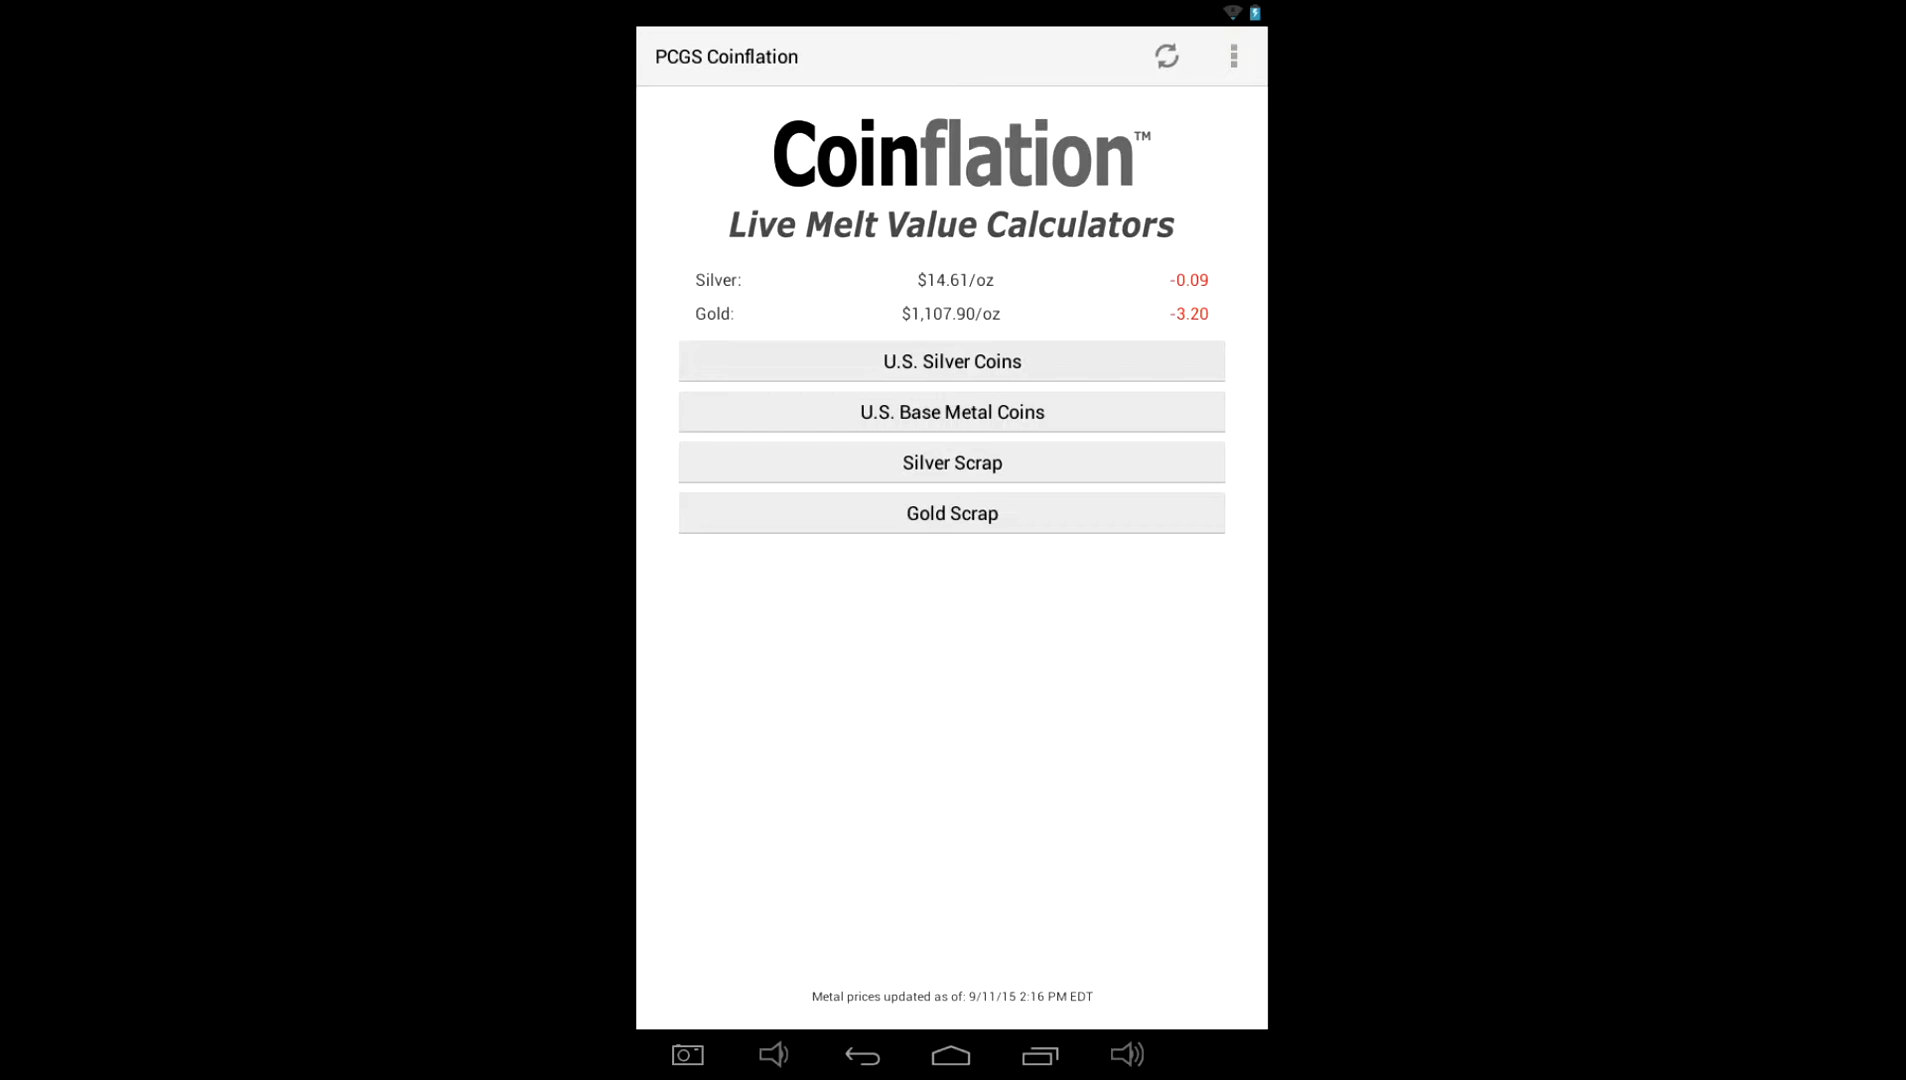 PCGS Coinflation
Coinflation™
Live Melt Value Calculators
Silver: $14.61/oz -0.09
Gold: $1,107.90/oz -3.20
U.S. Silver Coins
U.S. Base Metal Coins
Silver Scrap
Gold Scrap
Metal prices updated as of: 9/11/15 2:16 PM EDT